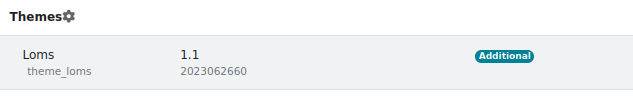 Themes
Loms 1.1 Additional
theme_loms 2023062660